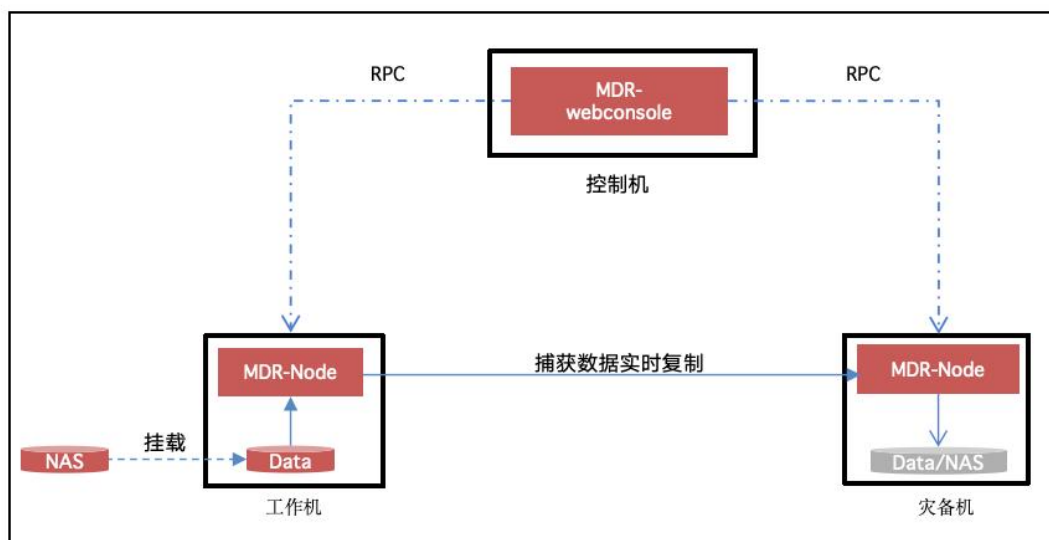 RPC
MDR-
webconsole
RPC
控制机
MDR-Node
捕获数据实时复制
MDR-Node
NAS
挂载
Data
Data/NAS
工作机
灾备机